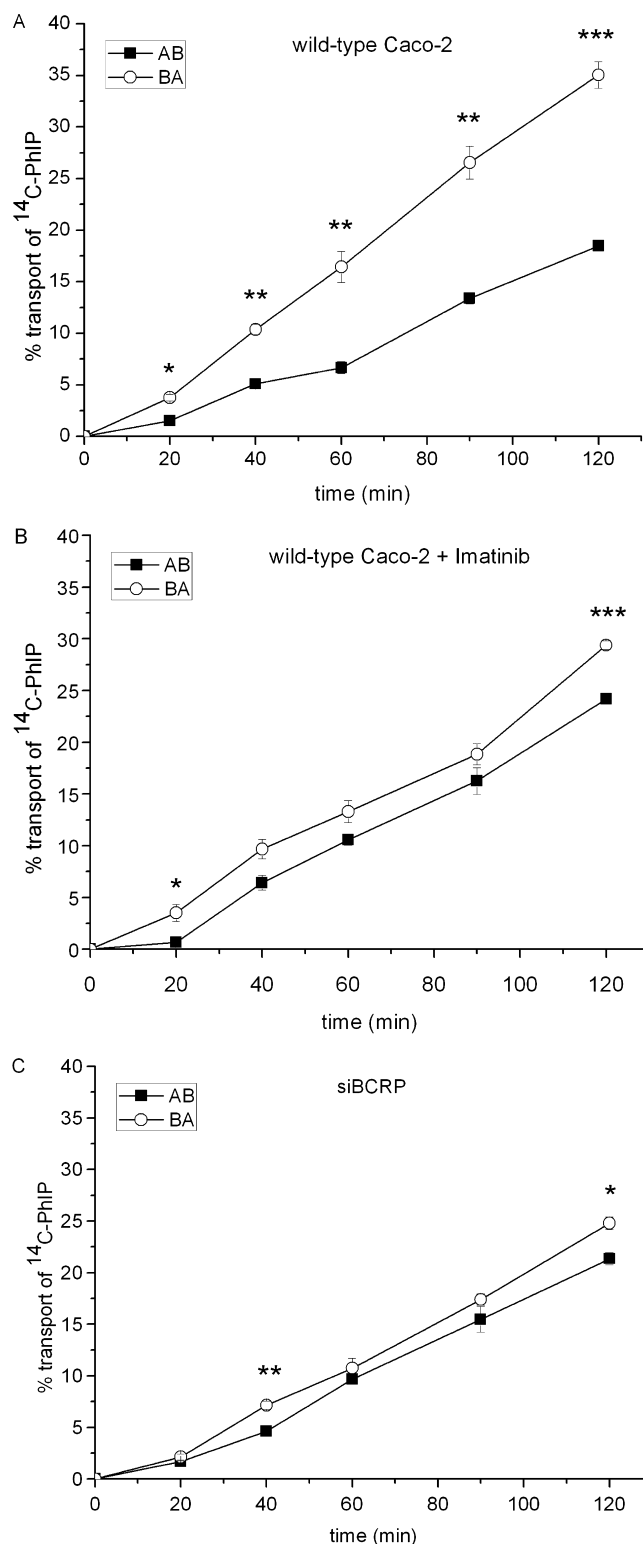 A
wild-type Caco-2
AB
BA
***
**
**
**
*
40
35
30
25
20
15
10
5
0
% transport of ¹⁴C-PhIP
0 20 40 60 80 100 120
time (min)
B
wild-type Caco-2 + Imatinib
AB
BA
***
*
40
35
30
25
20
15
10
5
0
% transport of ¹⁴C-PhIP
0 20 40 60 80 100 120
time (min)
C
siBCRP
AB
BA
*
**
40
35
30
25
20
15
10
5
0
% transport of ¹⁴C-PhIP
0 20 40 60 80 100 120
time (min)